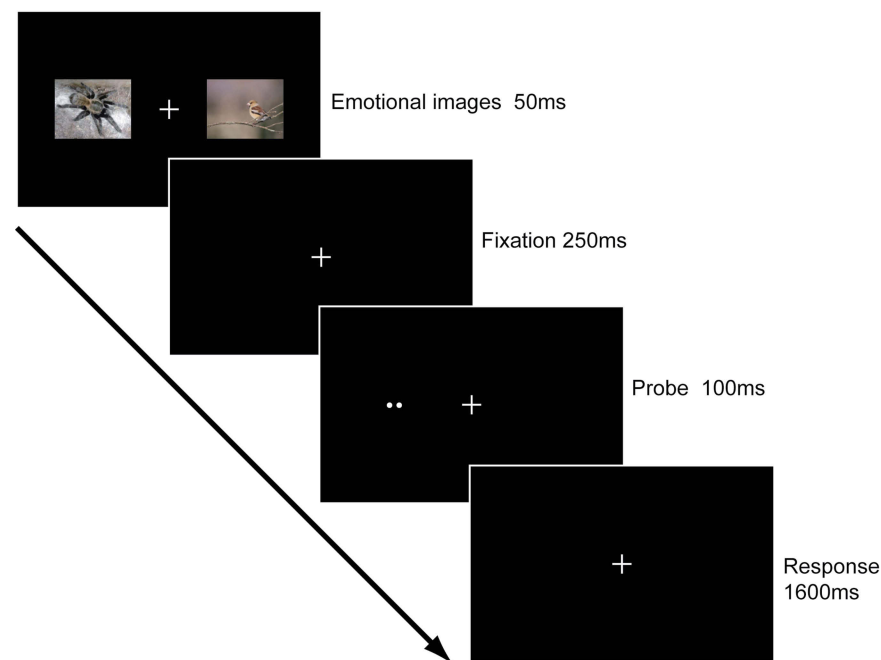 Emotional images 50ms
Fixation 250ms
Probe 100ms
Response
1600ms